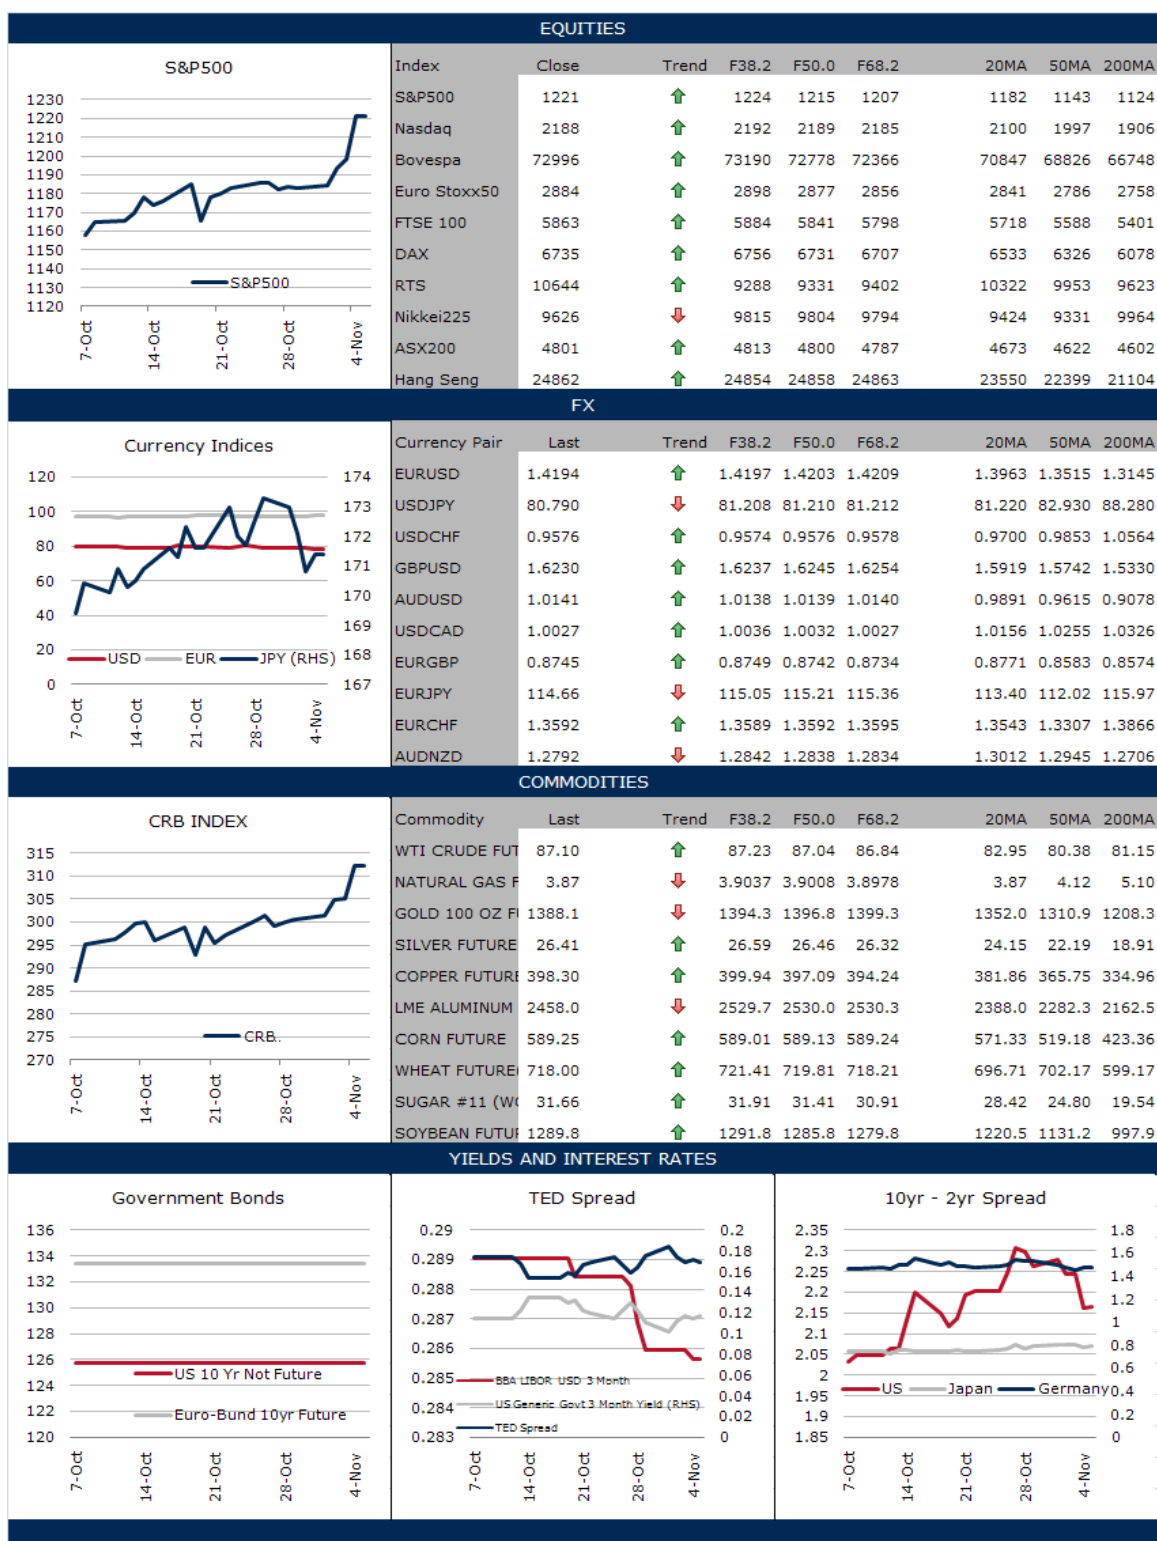 EQUITIES
S&P500
1230
1220
1210
1200
1190
1180
1170
1160
1150
1140
1130
1120
S&P500
7-Oct
14-Oct
21-Oct
28-Oct
4-Nov
Index Close Trend F38.2 F50.0 F68.2 20MA 50MA 200MA
S&P500 1221 1224 1215 1207 1182 1143 1124
Nasdaq 2188 2192 2189 2185 2100 1997 1906
Bovespa 72996 73190 72778 72366 70847 68826 66748
Euro Stoxx50 2884 2898 2877 2856 2841 2786 2758
FTSE 100 5863 5884 5841 5798 5718 5588 5401
DAX 6735 6756 6731 6707 6533 6326 6078
RTS 10644 9288 9331 9402 10322 9953 9623
Nikkei225 9626 9815 9804 9794 9424 9331 9964
ASX200 4801 4813 4800 4787 4673 4622 4602
Hang Seng 24862 24854 24858 24863 23550 22399 21104
FX
Currency Indices
120 174
100 173
80 172
60 171
40 170
20 169
0 168
167
USD EUR JPY (RHS)
7-Oct
14-Oct
21-Oct
28-Oct
4-Nov
Currency Pair Last Trend F38.2 F50.0 F68.2 20MA 50MA 200MA
EURUSD 1.4194 1.4197 1.4203 1.4209 1.3963 1.3515 1.3145
USDJPY 80.790 81.208 81.210 81.212 81.220 82.930 88.280
USDCHF 0.9576 0.9574 0.9576 0.9578 0.9700 0.9853 1.0564
GBPUSD 1.6230 1.6237 1.6245 1.6254 1.5919 1.5742 1.5330
AUDUSD 1.0141 1.0138 1.0139 1.0140 0.9891 0.9615 0.9078
USDCAD 1.0027 1.0036 1.0032 1.0027 1.0156 1.0255 1.0326
EURGBP 0.8745 0.8749 0.8742 0.8734 0.8771 0.8583 0.8574
EURJPY 114.66 115.05 115.21 115.36 113.40 112.02 115.97
EURCHF 1.3592 1.3589 1.3592 1.3595 1.3543 1.3307 1.3866
AUDNZD 1.2792 1.2842 1.2838 1.2834 1.3012 1.2945 1.2706
COMMODITIES
CRB INDEX
315
310
305
300
295
290
285
280
275
270
CRB.
7-Oct
14-Oct
21-Oct
28-Oct
4-Nov
Commodity Last Trend F38.2 F50.0 F68.2 20MA 50MA 200MA
WTI CRUDE FUT 87.10 87.23 87.04 86.84 82.95 80.38 81.15
NATURAL GAS F 3.87 3.9037 3.9008 3.8978 3.87 4.12 5.10
GOLD 100 OZ FU 1388.1 1394.3 1396.8 1399.3 1352.0 1310.9 1208.3
SILVER FUTURE 26.41 26.59 26.46 26.32 24.15 22.19 18.91
COPPER FUTURE 398.30 399.94 397.09 394.24 381.86 365.75 334.96
LME ALUMINUM 2458.0 2529.7 2530.0 2530.3 2388.0 2282.3 2162.5
CORN FUTURE 589.25 589.01 589.13 589.24 571.33 519.18 423.36
WHEAT FUTURE( 718.00 721.41 719.81 718.21 696.71 702.17 599.17
SUGAR #11 (WO 31.66 31.91 31.41 30.91 28.42 24.80 19.54
SOYBEAN FUTUR 1289.8 1291.8 1285.8 1279.8 1220.5 1131.2 997.9
YIELDS AND INTEREST RATES
Government Bonds
136
134
132
130
128
126
124
122
120
US 10 Yr Not Future
Euro-Bund 10yr Future
7-Oct
14-Oct
21-Oct
28-Oct
4-Nov
TED Spread
0.29
0.289
0.288
0.287
0.286
0.285
0.284
0.283
0.2
0.18
0.16
0.14
0.12
0.1
0.08
0.06
0.04
0.02
0
BBA LIBOR USD 3 Month
US Generic Govt 3 Month Yield (RHS)
TED Spread
7-Oct
14-Oct
21-Oct
28-Oct
4-Nov
10yr - 2yr Spread
2.35
2.3
2.25
2.2
2.15
2.1
2.05
2
1.95
1.9
1.85
1.8
1.6
1.4
1.2
1
0.8
0.6
0.4
0.2
0
US Japan Germany
7-Oct
14-Oct
21-Oct
28-Oct
4-Nov